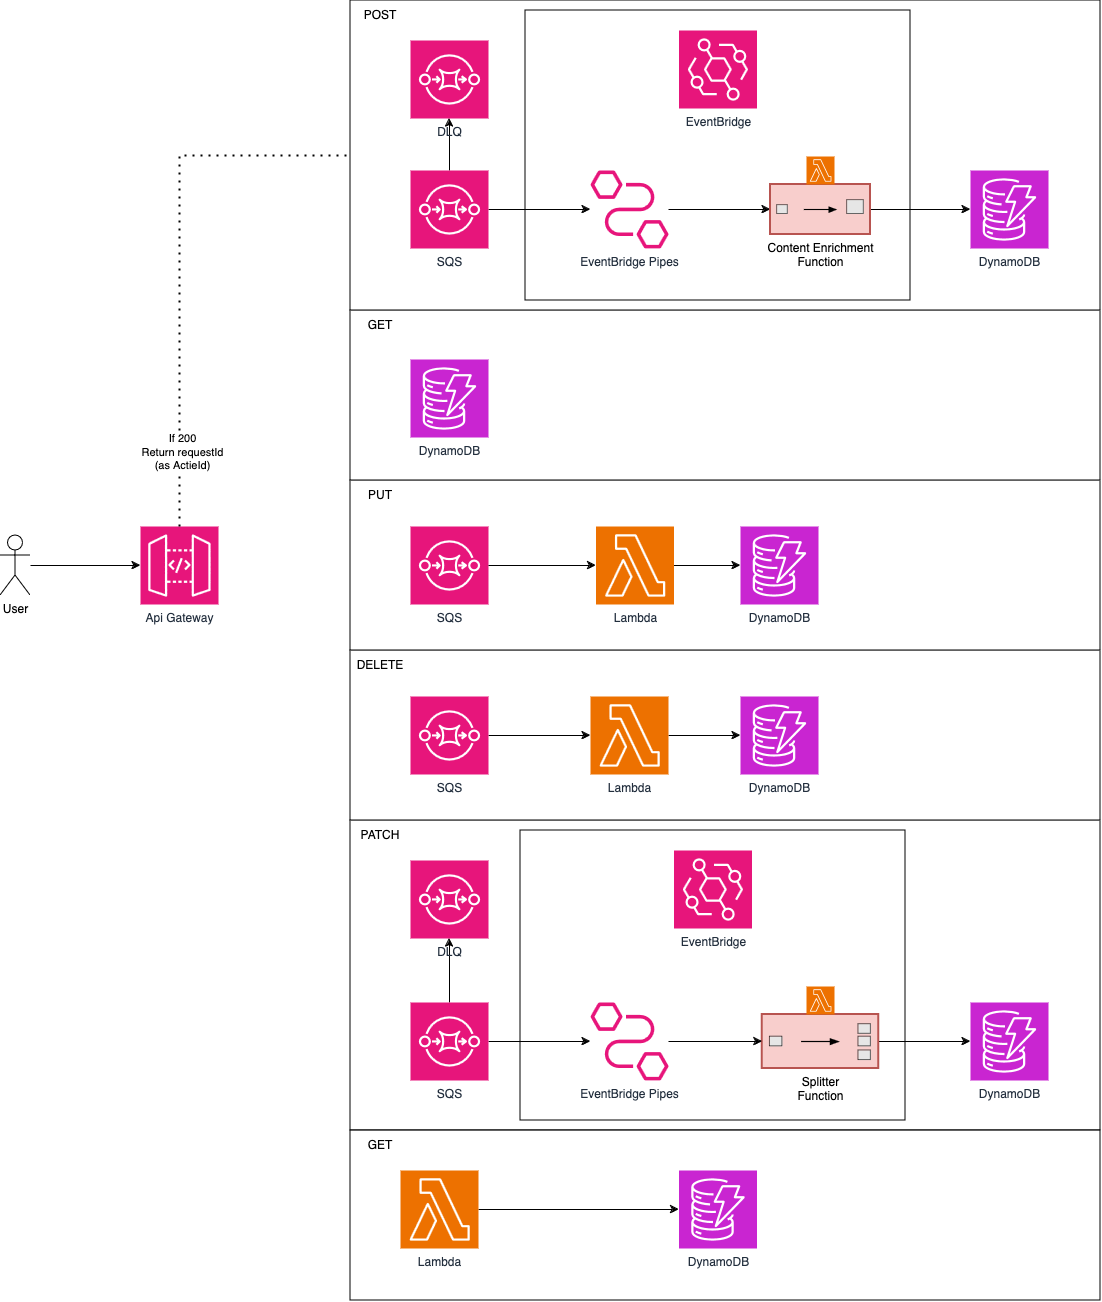 POST
DLQ
EventBridge
SQS
EventBridge Pipes
Content Enrichment
Function
DynamoDB
GET
DynamoDB
If 200
Return requestId
(as ActieId)
PUT
User
Api Gateway
SQS
Lambda
DynamoDB
DELETE
SQS
Lambda
DynamoDB
PATCH
DLQ
EventBridge
SQS
EventBridge Pipes
Splitter
Function
DynamoDB
GET
Lambda
DynamoDB